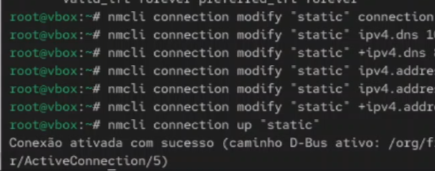 valid_lft forever preferred_lft forever
root@vbox:~# nmcli connection modify "static" connection
root@vbox:~# nmcli connection modify "static" ipv4.dns
root@vbox:~# nmcli connection modify "static" +ipv4.dns
root@vbox:~# nmcli connection modify "static" ipv4.addre
root@vbox:~# nmcli connection modify "static" ipv4.addre
root@vbox:~# nmcli connection modify "static" +ipv4.addr
root@vbox:~# nmcli connection up "static"
Conexão ativada com sucesso (caminho D-Bus ativo: /org/f
r/ActiveConnection/5)